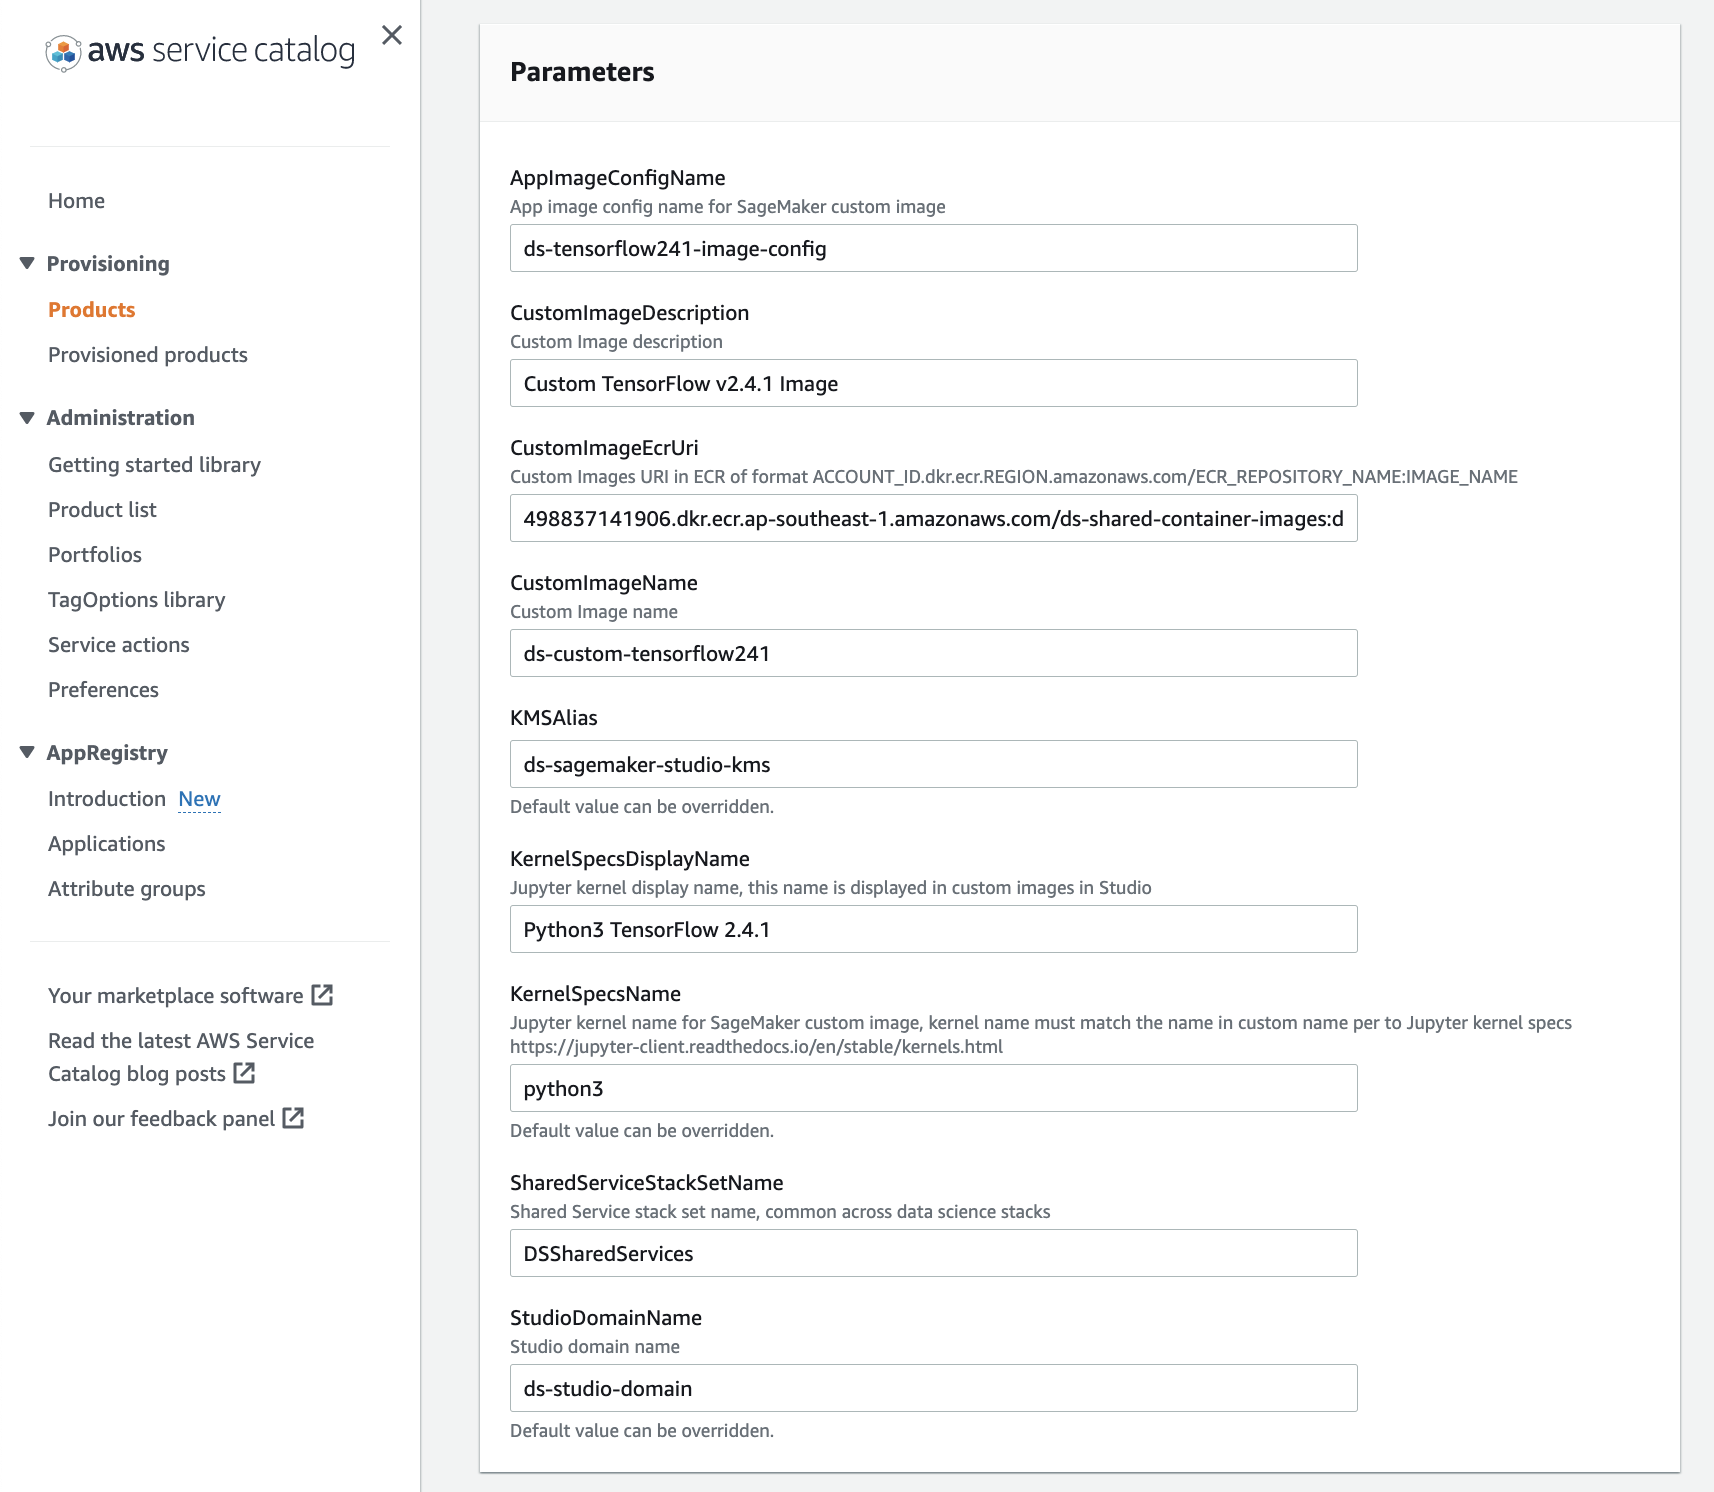 aws service catalog
Home
Provisioning
Products
Provisioned products
Administration
Getting started library
Product list
Portfolios
TagOptions library
Service actions
Preferences
AppRegistry
Introduction New
Applications
Attribute groups
Your marketplace software
Read the latest AWS Service
Catalog blog posts
Join our feedback panel
Parameters
AppImageConfigName
App image config name for SageMaker custom image
ds-tensorflow241-image-config
CustomImageDescription
Custom Image description
Custom TensorFlow v2.4.1 Image
CustomImageEcrUri
Custom Images URI in ECR of format ACCOUNT_ID.dkr.ecr.REGION.amazonaws.com/ECR_REPOSITORY_NAME:IMAGE_NAME
498837141906.dkr.ecr.ap-southeast-1.amazonaws.com/ds-shared-container-images:d
CustomImageName
Custom Image name
ds-custom-tensorflow241
KMSAlias
ds-sagemaker-studio-kms
Default value can be overridden.
KernelSpecsDisplayName
Jupyter kernel display name, this name is displayed in custom images in Studio
Python3 TensorFlow 2.4.1
KernelSpecsName
Jupyter kernel name for SageMaker custom image, kernel name must match the name in custom name per to Jupyter kernel specs
https://jupyter-client.readthedocs.io/en/stable/kernels.html
python3
Default value can be overridden.
SharedServiceStackSetName
Shared Service stack set name, common across data science stacks
DSSharedServices
StudioDomainName
Studio domain name
ds-studio-domain
Default value can be overridden.